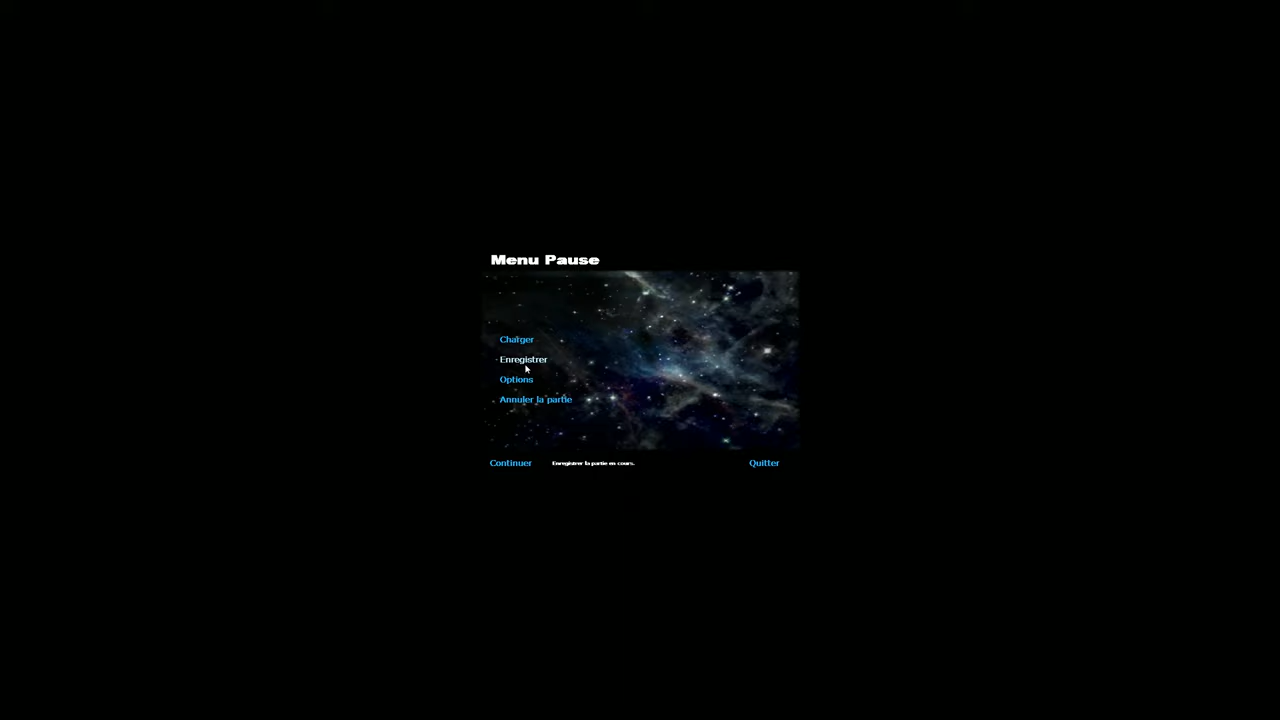 Menu Pause
Charger
Enregistrer
Options
Annuler la partie
Continuer
Enregistrer la partie en cours.
Quitter